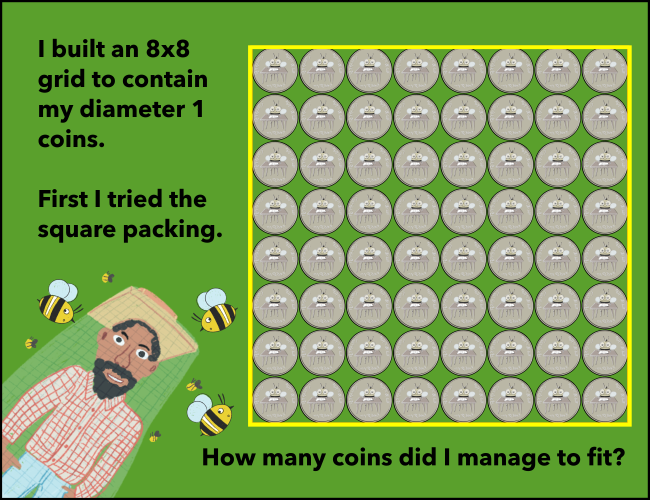 I built an 8x8
grid to contain
my diameter 1
coins.
First I tried the
square packing.
How many coins did I manage to fit?